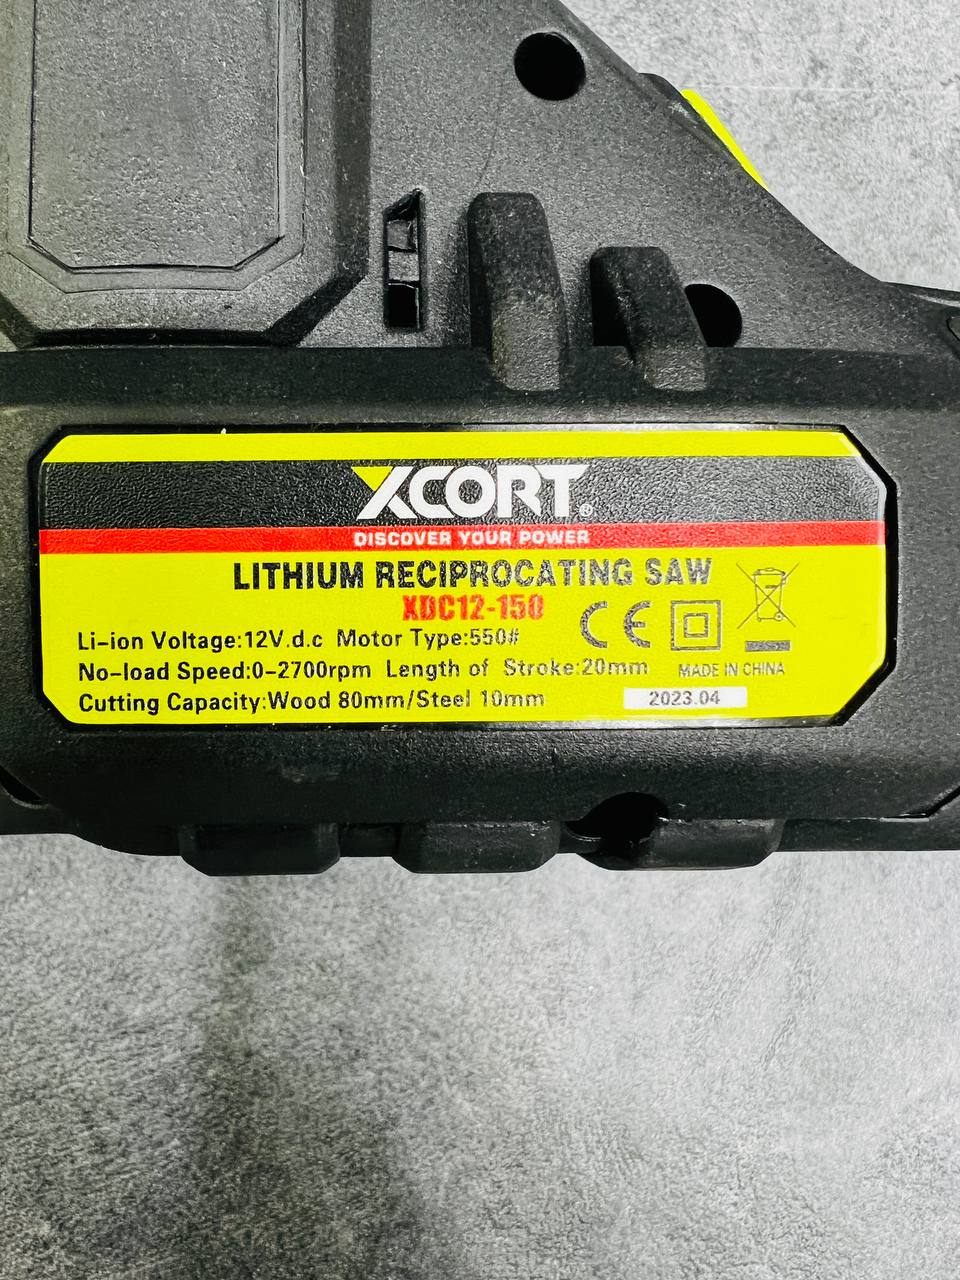 XCORT®
DISCOVER YOUR POWER
LITHIUM RECIPROCATING SAW
XDC12-150
Li-ion Voltage:12V.d.c Motor Type:550#
No-load Speed:0-2700rpm Length of Stroke:20mm
Cutting Capacity:Wood 80mm/Steel 10mm
CE
MADE IN CHINA
2023.04